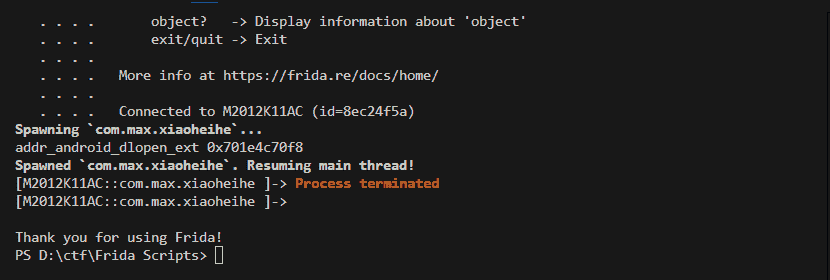 . . . .       object?   -> Display information about 'object'
. . . .       exit/quit -> Exit
. . . .
. . . .   More info at https://frida.re/docs/home/
. . . .
. . . .   Connected to M2012K11AC (id=8ec24f5a)
Spawning `com.max.xiaoheihe`...
addr_android_dlopen_ext 0x701e4c70f8
Spawned `com.max.xiaoheihe`. Resuming main thread!
[M2012K11AC::com.max.xiaoheihe ]-> Process terminated
[M2012K11AC::com.max.xiaoheihe ]->
Thank you for using Frida!
PS D:\ctf\Frida Scripts>